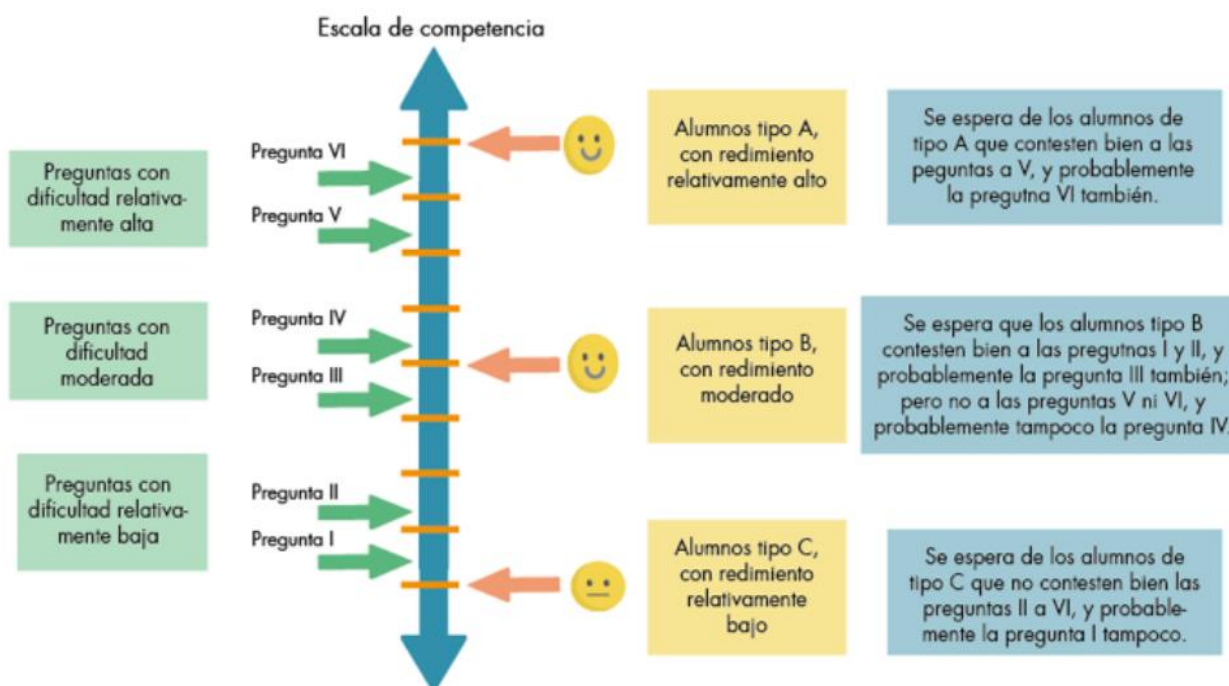 Escala de competencia
Preguntas con
dificultad relativa-
mente alta
Pregunta VI
Pregunta V
Alumnos tipo A,
con redimiento
relativamente alto
Se espera de los alumnos de
tipo A que contesten bien a las
peguntas a V, y probablemente
la pregutna VI también.
Preguntas con
dificultad
moderada
Pregunta IV
Pregunta III
Alumnos tipo B,
con redimiento
moderado
Se espera que los alumnos tipo B
contesten bien a las pregutnas I y II, y
probablemente la pregunta III también;
pero no a las preguntas V ni VI, y
probablemente tampoco la pregunta IV.
Preguntas con
dificultad relativa-
mente baja
Pregunta II
Pregunta I
Alumnos tipo C,
con redimiento
relativamente
bajo
Se espera de los alumnos de
tipo C que no contesten bien las
preguntas II a VI, y probable-
mente la pregunta I tampoco.